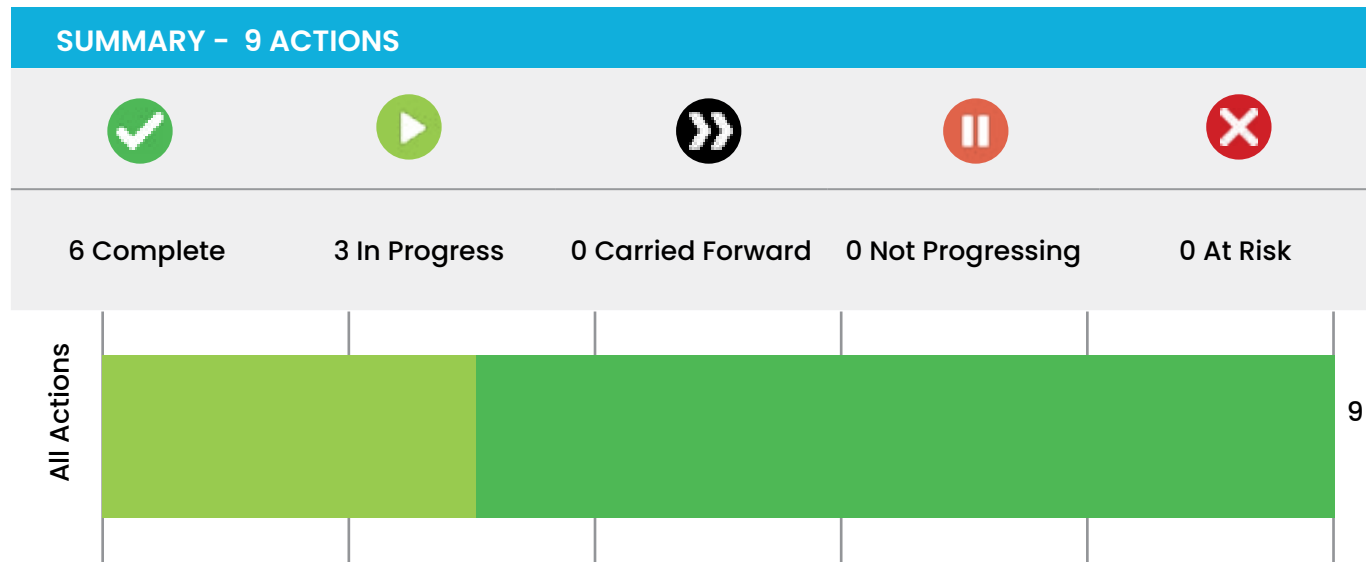 SUMMARY - 9 ACTIONS
6 Complete
3 In Progress
0 Carried Forward
0 Not Progressing
0 At Risk
All Actions
9